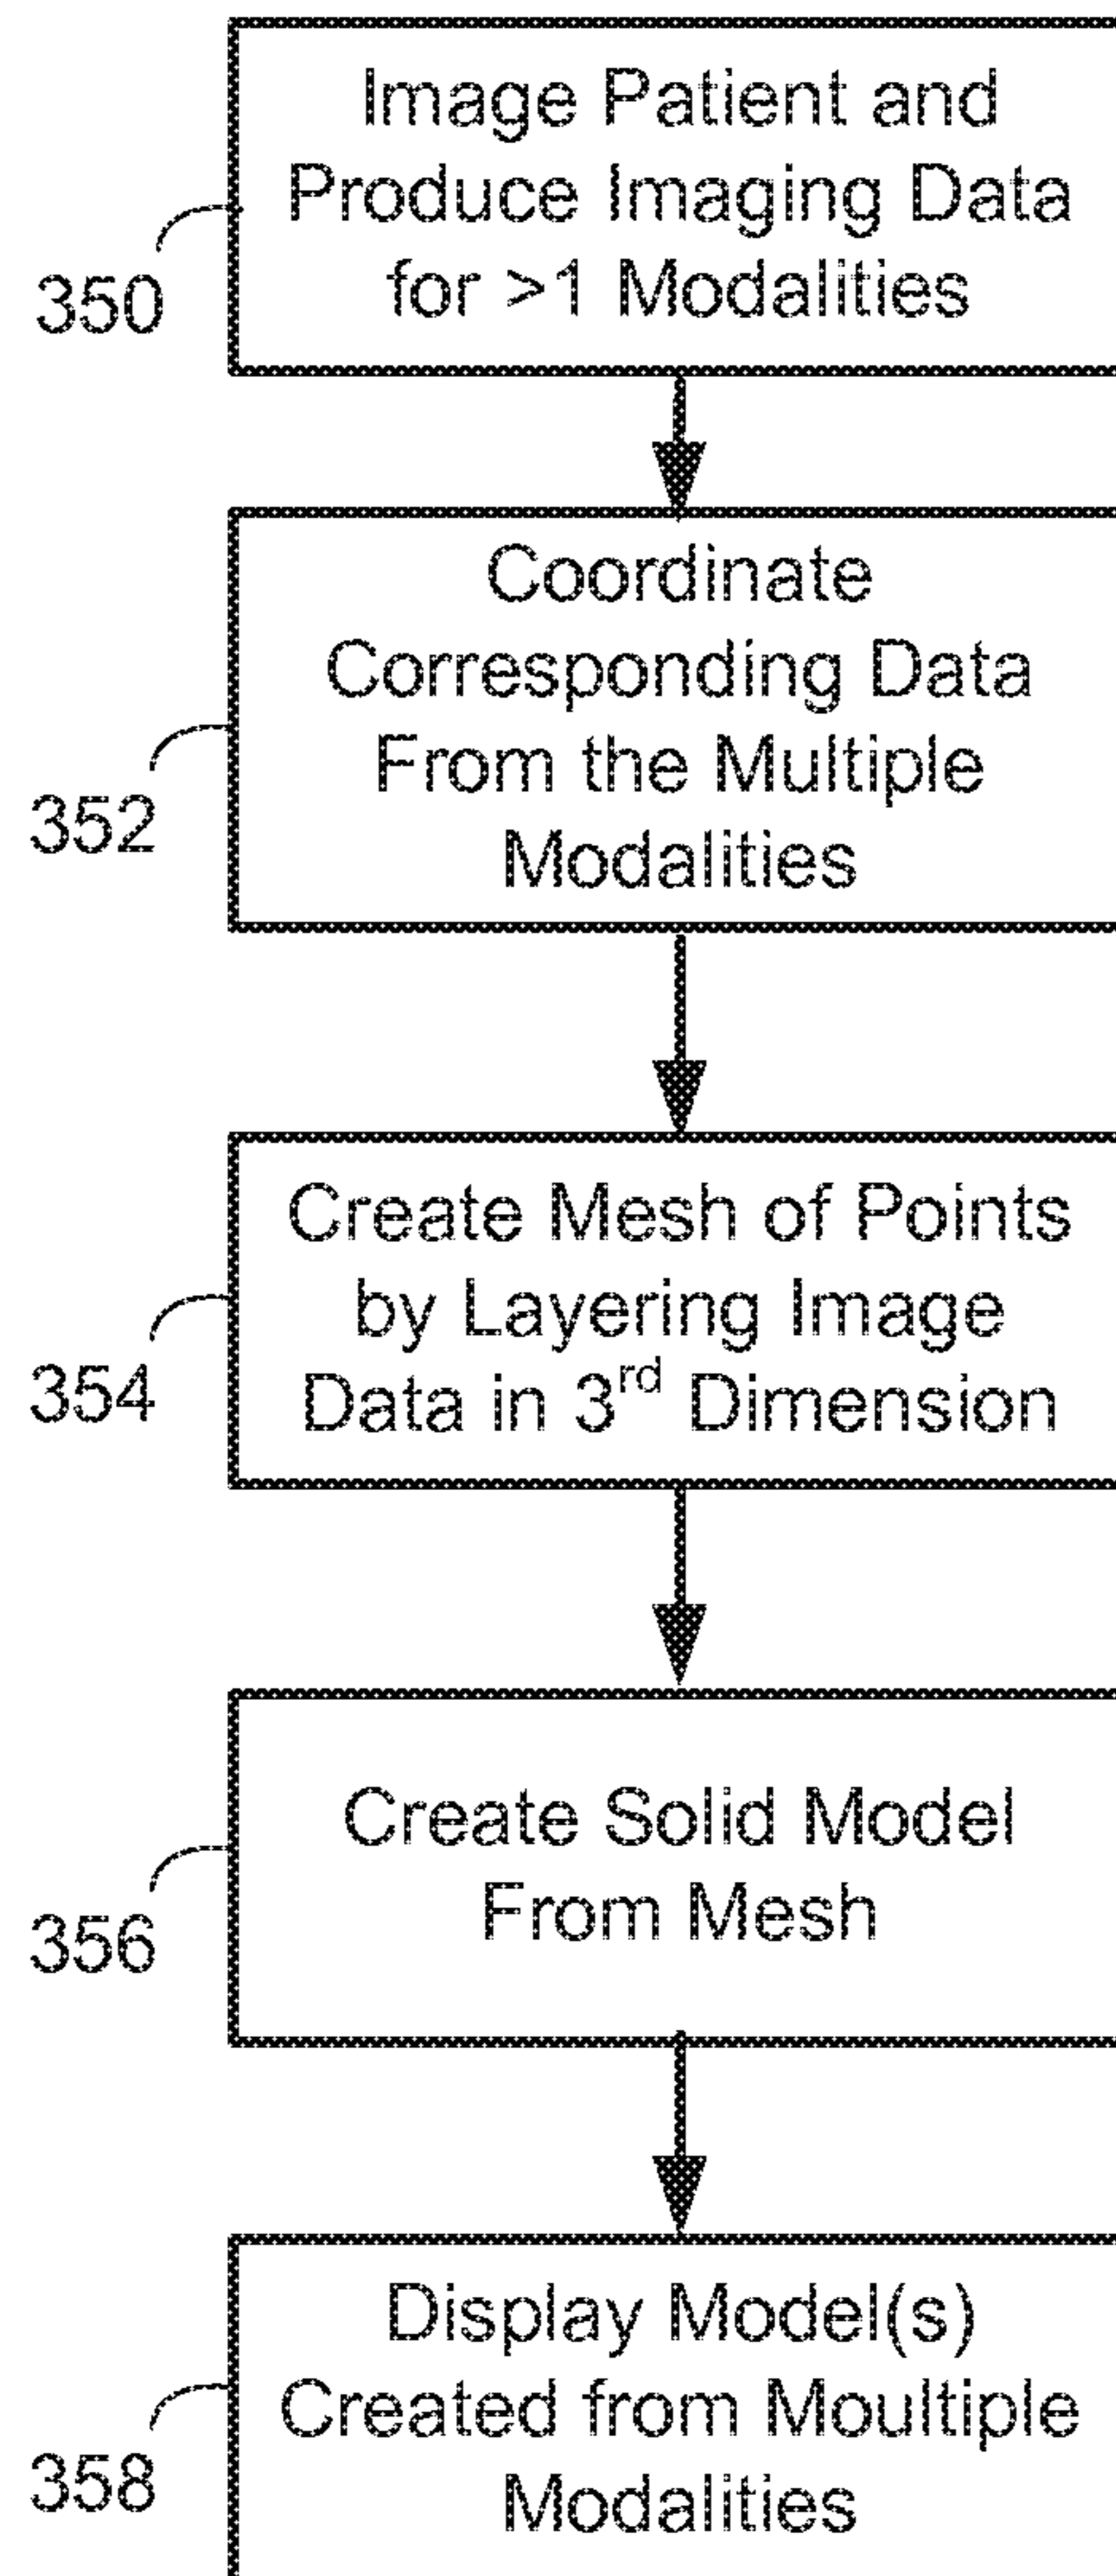 Image Patient and
Produce Imaging Data
for >1 Modalities
350
Coordinate
Corresponding Data
From the Multiple
Modalities
352
Create Mesh of Points
by Layering Image
Data in 3rd Dimension
354
Create Solid Model
From Mesh
356
Display Model(s)
Created from Moultiple
Modalities
358